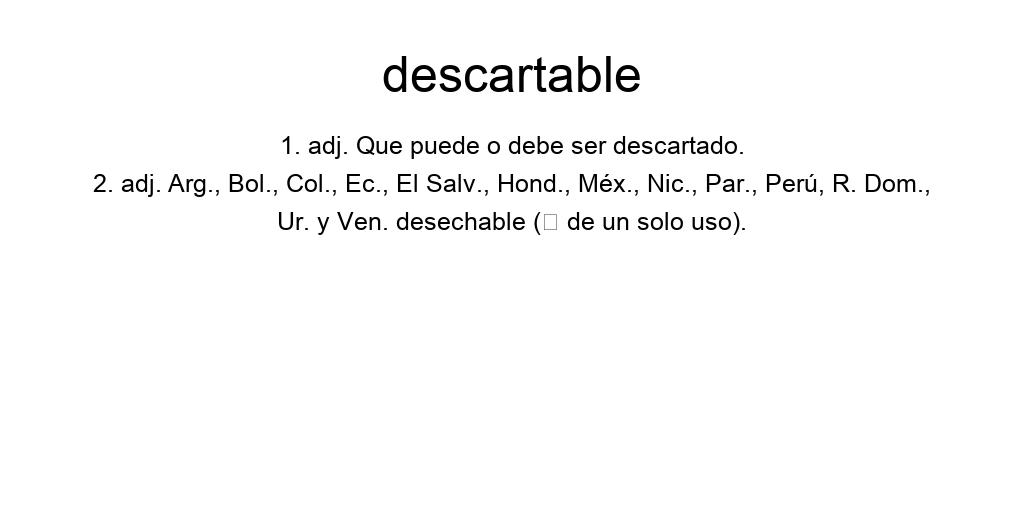 descartable
1. adj. Que puede o debe ser descartado.
2. adj. Arg., Bol., Col., Ec., El Salv., Hond., Méx., Nic., Par., Perú, R. Dom.,
Ur. y Ven. desechable (□ de un solo uso).